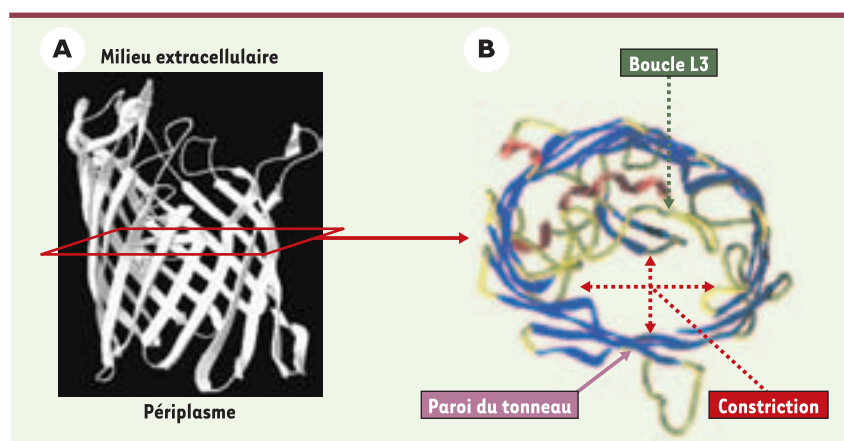 A
Milieu extracellulaire
Périplasme
B
Boucle L3
Paroi du tonneau
Constriction